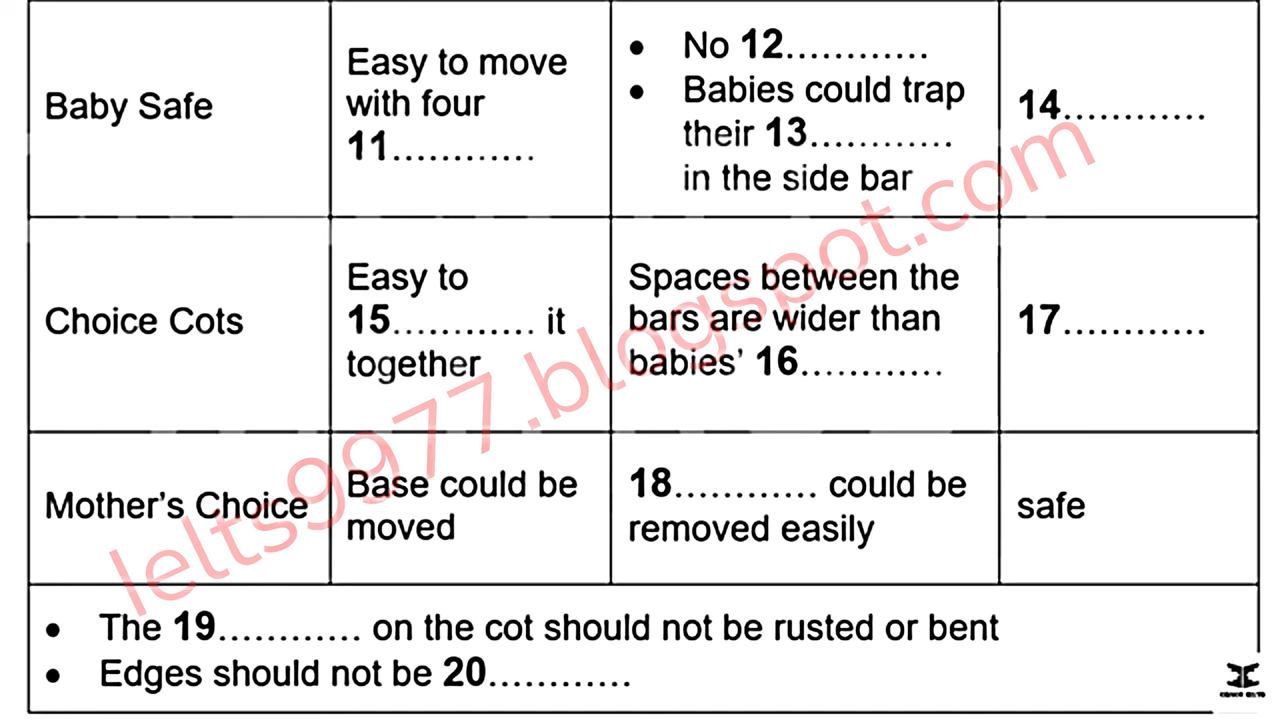 Baby Safe
Easy to move
with four
11............
• No 12............
• Babies could trap
their 13............
in the side bar
14............
Choice Cots
Easy to
15............ it
together
Spaces between the
bars are wider than
babies' 16............
17............
Mother's Choice
Base could be
moved
18............ could be
removed easily
safe
• The 19............ on the cot should not be rusted or bent
• Edges should not be 20............
Ielts9977.blogspot.com